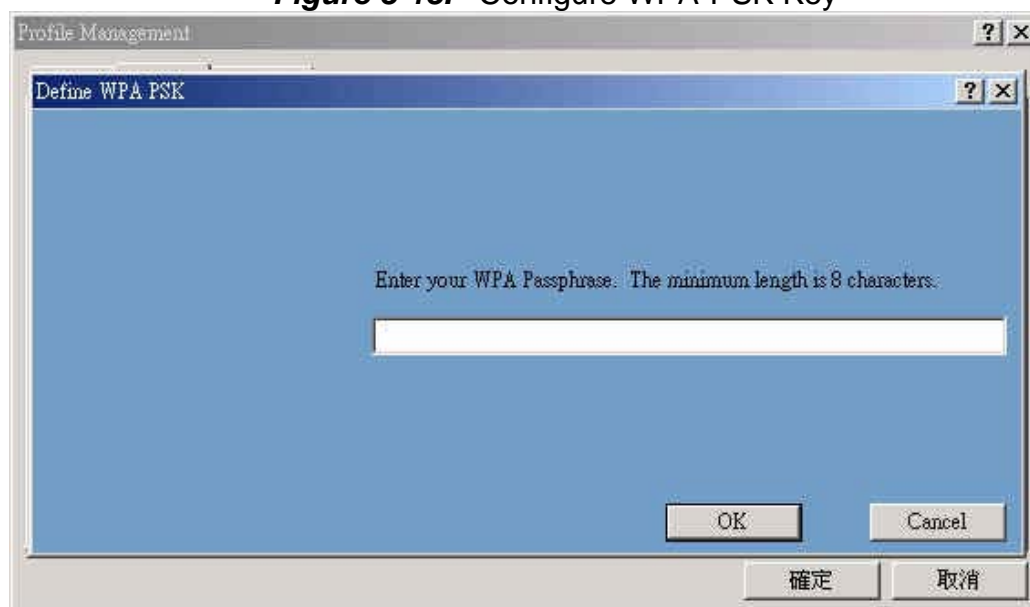 Configure WPA PSK Key
Profile Management
Define WPA PSK
Enter your WPA Passphrase. The minimum length is 8 characters.
OK Cancel
確定 取消